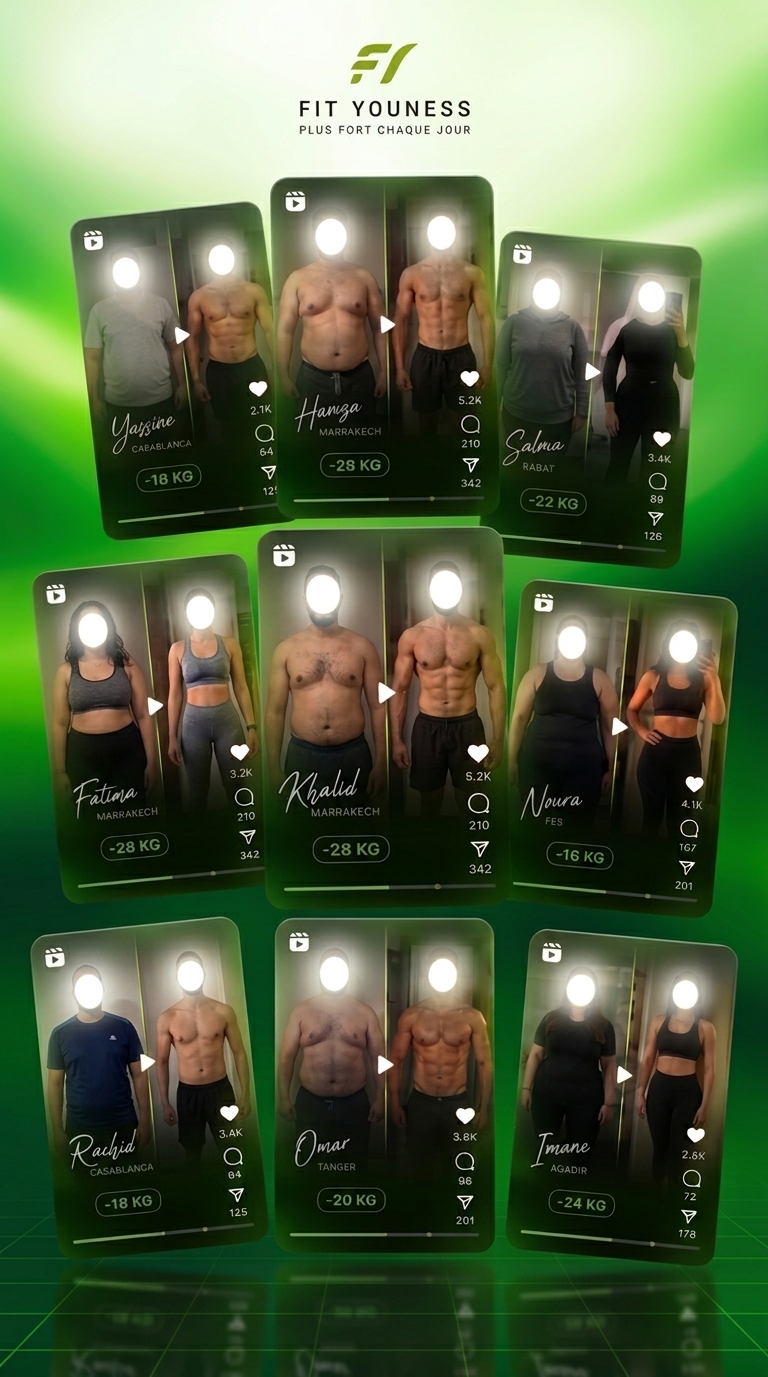 FIT YOUNESS
PLUS FORT CHAQUE JOUR
Yassine
CASABLANCA
-18 KG
2.1K
64
125
Hamza
MARRAKECH
-28 KG
5.2K
210
342
Salma
RABAT
-22 KG
3.4K
89
126
Fatima
MARRAKECH
-28 KG
3.2K
210
342
Khalid
MARRAKECH
-28 KG
5.2K
210
342
Noura
FES
-16 KG
4.1K
167
201
Rachid
CASABLANCA
-18 KG
3.4K
64
125
Omar
TANGER
-20 KG
3.8K
96
201
Imane
AGADIR
-24 KG
2.8K
72
178